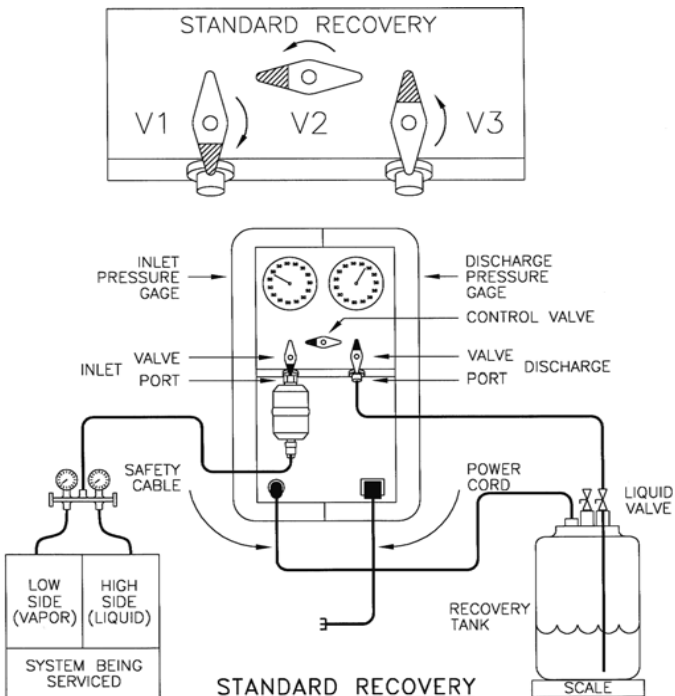 STANDARD RECOVERY
V1
V2
V3
INLET
PRESSURE
GAGE
DISCHARGE
PRESSURE
GAGE
CONTROL VALVE
INLET
VALVE
PORT
VALVE
PORT
DISCHARGE
SAFETY
CABLE
POWER
CORD
LIQUID
VALVE
LOW
SIDE
(VAPOR)
HIGH
SIDE
(LIQUID)
SYSTEM BEING
SERVICED
RECOVERY
TANK
SCALE
STANDARD RECOVERY